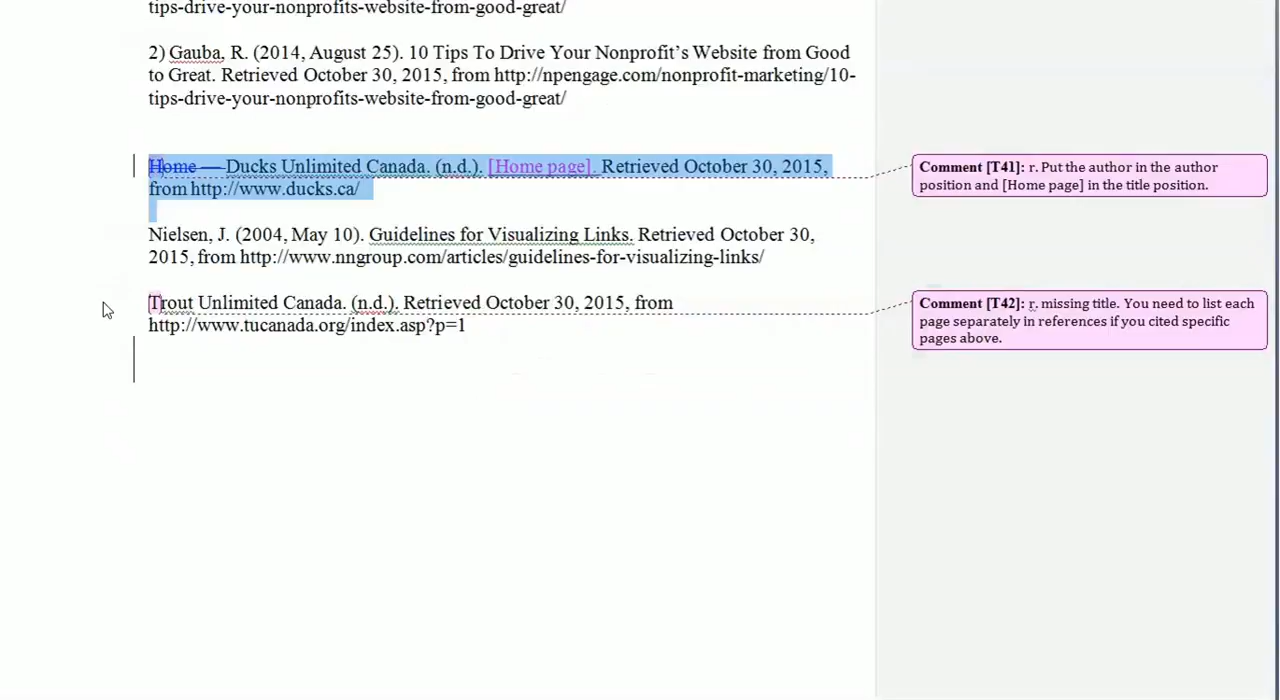 tips-drive-your-nonprofits-website-from-good-great/
2) Gauba, R. (2014, August 25). 10 Tips To Drive Your Nonprofit’s Website from Good
to Great. Retrieved October 30, 2015, from http://npengage.com/nonprofit-marketing/10-
tips-drive-your-nonprofits-website-from-good-great/
Home — Ducks Unlimited Canada. (n.d.). [Home page]. Retrieved October 30, 2015,
from http://www.ducks.ca/
Comment [T41]: r. Put the author in the author
position and [Home page] in the title position.
Nielsen, J. (2004, May 10). Guidelines for Visualizing Links. Retrieved October 30,
2015, from http://www.nngroup.com/articles/guidelines-for-visualizing-links/
Trout Unlimited Canada. (n.d.). Retrieved October 30, 2015, from
http://www.tucanada.org/index.asp?p=1
Comment [T42]: r. missing title. You need to list each
page separately in references if you cited specific
pages above.